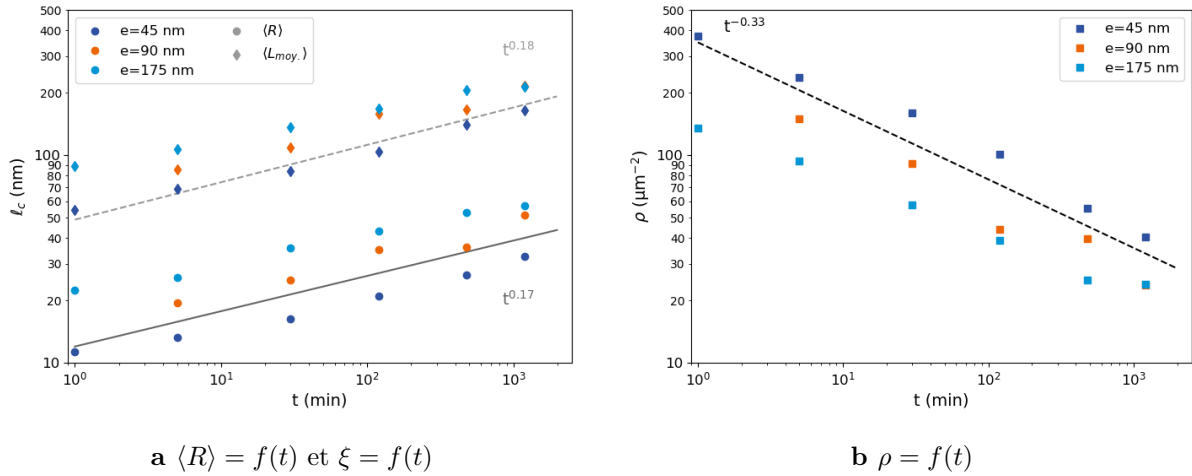 500
400
300
200
100
90
80
70
60
50
40
30
20
10
ℓc (nm)
e=45 nm
e=90 nm
e=175 nm
⟨R⟩
⟨Lmoy.⟩
t^0.18
t^0.17
10^0
10^1
10^2
10^3
t (min)
500
400
300
200
100
90
80
70
60
50
40
30
20
10
ρ (μm^−2)
t^−0.33
e=45 nm
e=90 nm
e=175 nm
10^0
10^1
10^2
10^3
t (min)
a ⟨R⟩ = f(t) et ξ = f(t)
b ρ = f(t)